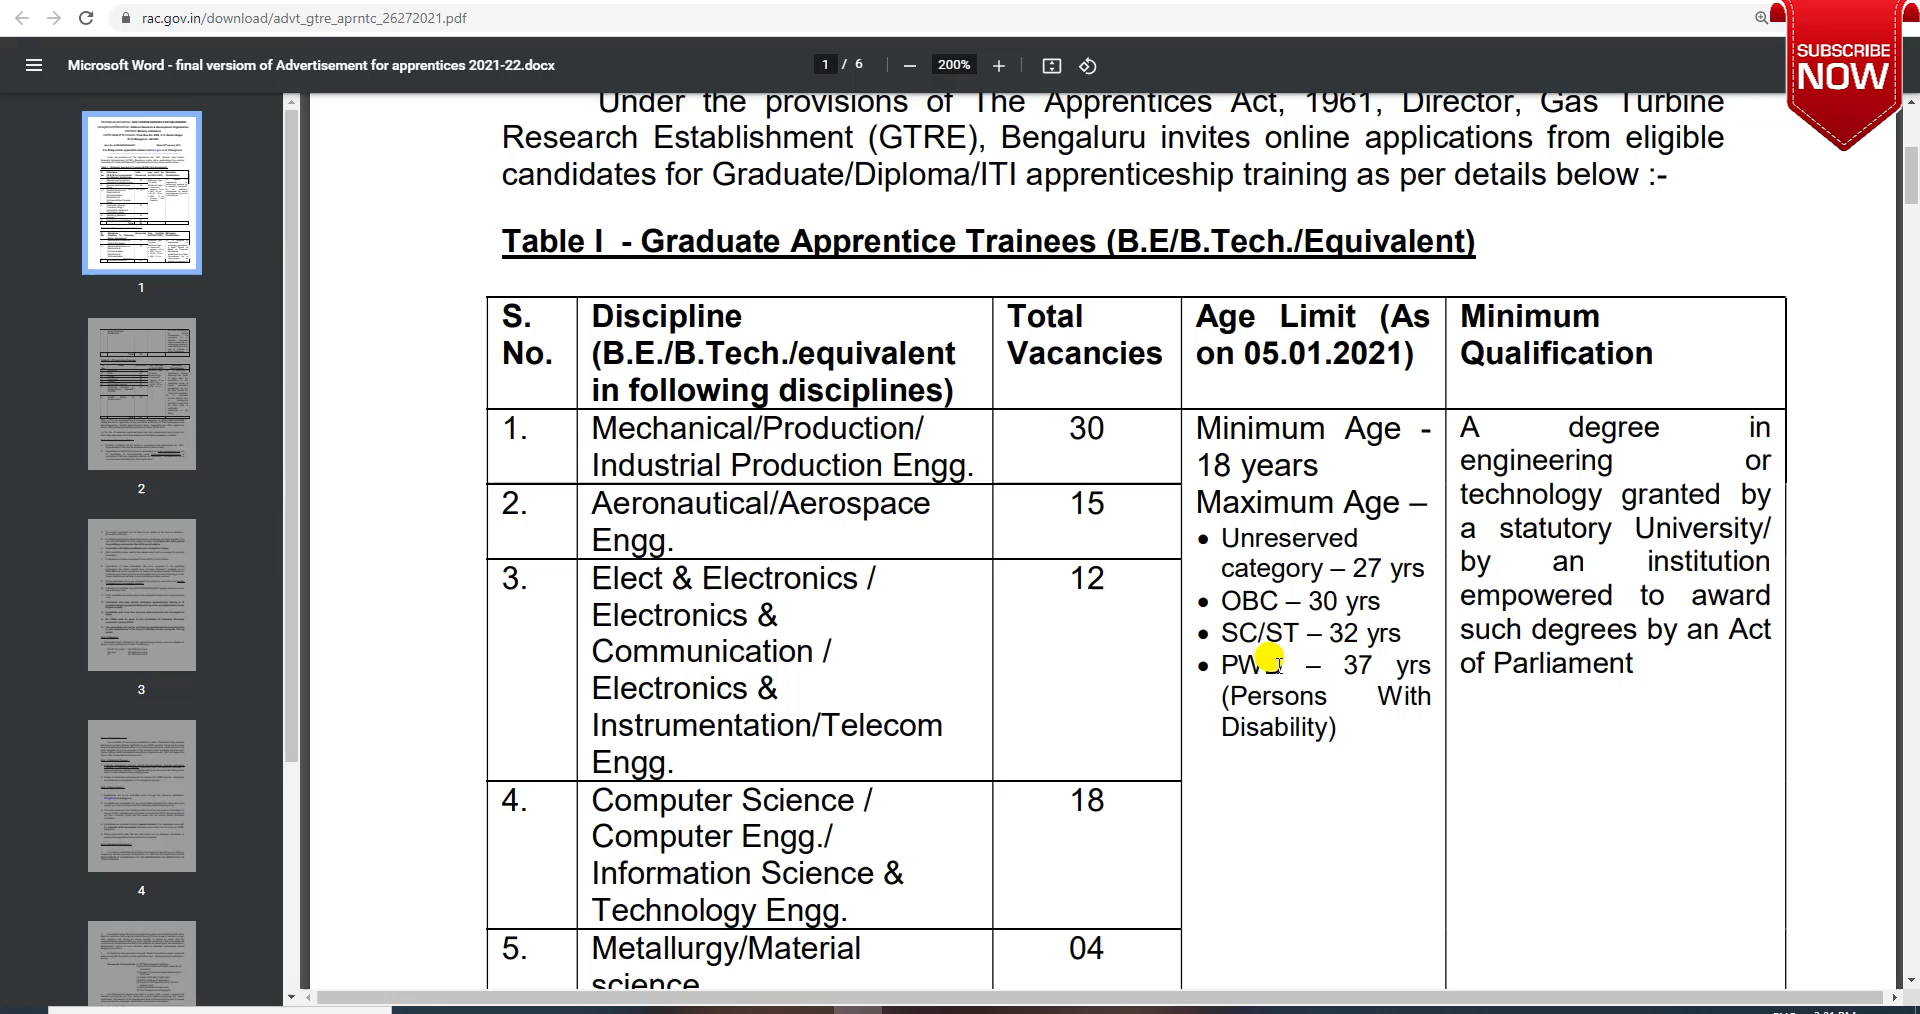 rac.gov.in/download/advt_gtre_aprntc_26272021.pdf
SUBSCRIBE
NOW
Microsoft Word - final versiom of Advertisement for apprentices 2021-22.docx
1 / 6
200%
Under the provisions of The Apprentices Act, 1961, Director, Gas Turbine
Research Establishment (GTRE), Bengaluru invites online applications from eligible
candidates for Graduate/Diploma/ITI apprenticeship training as per details below :-
Table I - Graduate Apprentice Trainees (B.E/B.Tech./Equivalent)
S.
No.
Discipline
(B.E./B.Tech./equivalent
in following disciplines)
Total
Vacancies
Age Limit (As
on 05.01.2021)
Minimum
Qualification
1.
Mechanical/Production/
Industrial Production Engg.
30
Minimum Age -
18 years
Maximum Age –
• Unreserved
category – 27 yrs
• OBC – 30 yrs
• SC/ST – 32 yrs
• – 37 yrs
(Persons With
Disability)
A degree in
engineering or
technology granted by
a statutory University/
by an institution
empowered to award
such degrees by an Act
of Parliament
2.
Aeronautical/Aerospace
Engg.
15
3.
Elect & Electronics /
Electronics &
Communication /
Electronics &
Instrumentation/Telecom
Engg.
12
4.
Computer Science /
Computer Engg./
Information Science &
Technology Engg.
18
5.
Metallurgy/Material
science
04
1
2
3
4